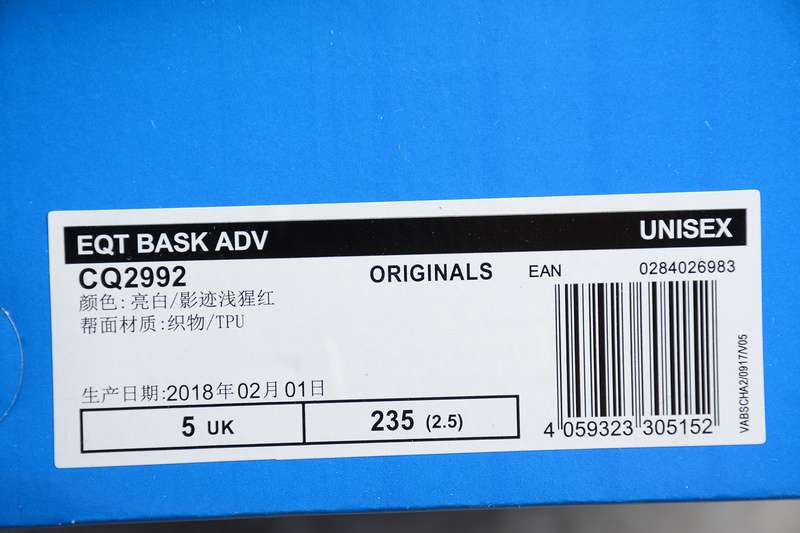 EQT BASK ADV UNISEX
CQ2992 ORIGINALS EAN 0284026983
颜色:亮白/影迹浅猩红
帮面材质:织物/TPU
生产日期:2018年02月01日
5 UK 235 (2.5)
4 059323 305152
VABSCHA2/0917/V05